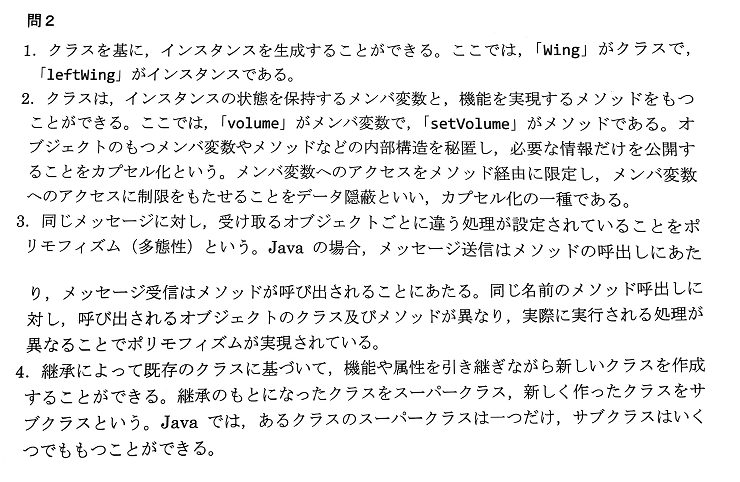 問2
1. クラスを基に，インスタンスを生成することができる。ここでは，「Wing」がクラスで，
「leftWing」がインスタンスである。
2. クラスは，インスタンスの状態を保持するメンバ変数と，機能を実現するメソッドをもつ
ことができる。ここでは，「volume」がメンバ変数で，「setVolume」がメソッドである。オ
ブジェクトのもつメンバ変数やメソッドなどの内部構造を秘匿し，必要な情報だけを公開す
ることをカプセル化という。メンバ変数へのアクセスをメソッド経由に限定し，メンバ変数
へのアクセスに制限をもたせることをデータ隠蔽といい，カプセル化の一種である。
3. 同じメッセージに対し，受け取るオブジェクトごとに違う処理が設定されていることをポ
リモフィズム（多態性）という。Java の場合，メッセージ送信はメソッドの呼出しにあた
り，メッセージ受信はメソッドが呼び出されることにあたる。同じ名前のメソッド呼出しに
対し，呼び出されるオブジェクトのクラス及びメソッドが異なり，実際に実行される処理が
異なることでポリモフィズムが実現されている。
4. 継承によって既存のクラスに基づいて，機能や属性を引き継ぎながら新しいクラスを作成
することができる。継承のもとになったクラスをスーパークラス，新しく作ったクラスをサ
ブクラスという。Java では，あるクラスのスーパークラスは一つだけ，サブクラスはいく
つでももつことができる。